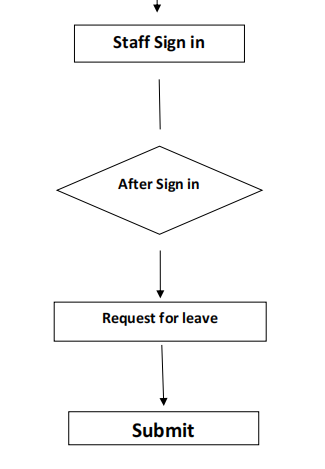 Staff Sign in
After Sign in
Request for leave
Submit